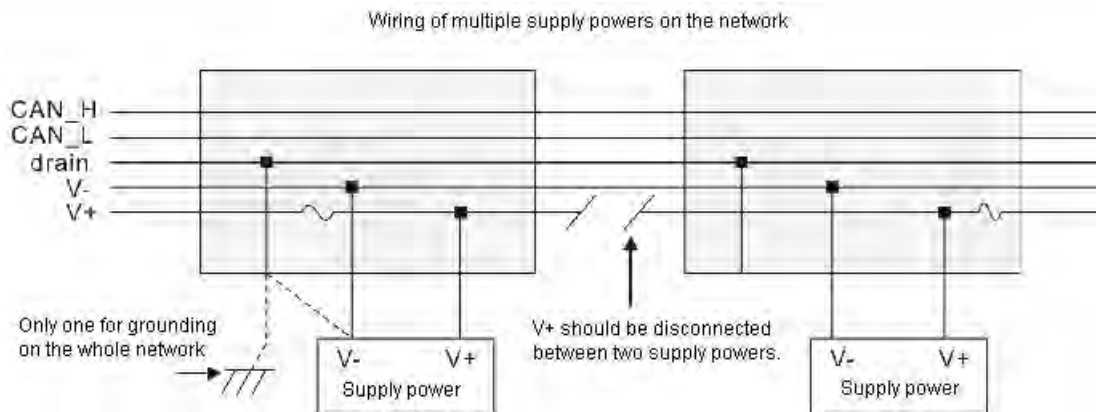 Wiring of multiple supply powers on the network
CAN_H
CAN_L
drain
V-
V+
Only one for grounding
on the whole network
V+ should be disconnected
between two supply powers.
V- V+
Supply power
V- V+
Supply power